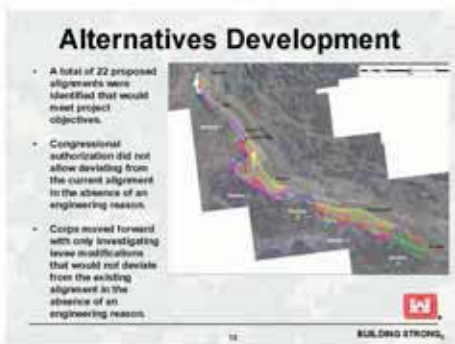 Alternatives Development
• A total of 22 proposed
alignments were
identified that would
meet project
objectives.
• Congressional
authorization did not
allow deviating from
the current alignment
in the absence of an
engineering reason.
• Corps moved forward
with only investigating
levee modifications
that would not deviate
from the existing
alignment in the
absence of an
engineering reason.
BUILDING STRONG®